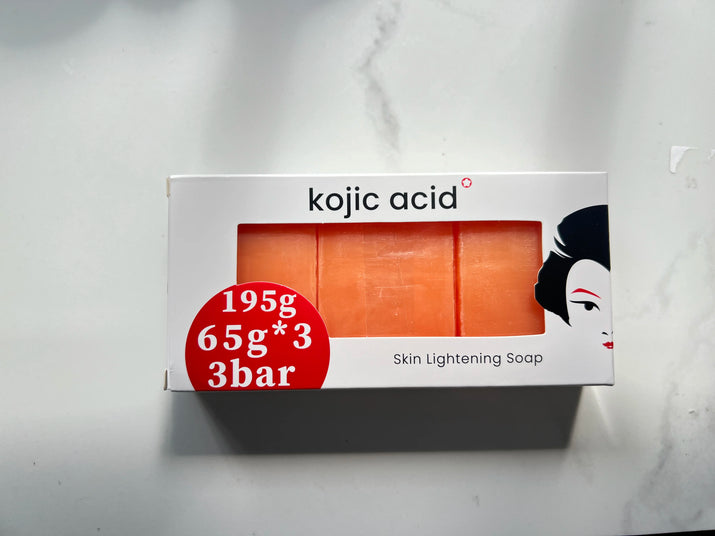 kojic acid
195g
65g*3
3bar
Skin Lightening Soap